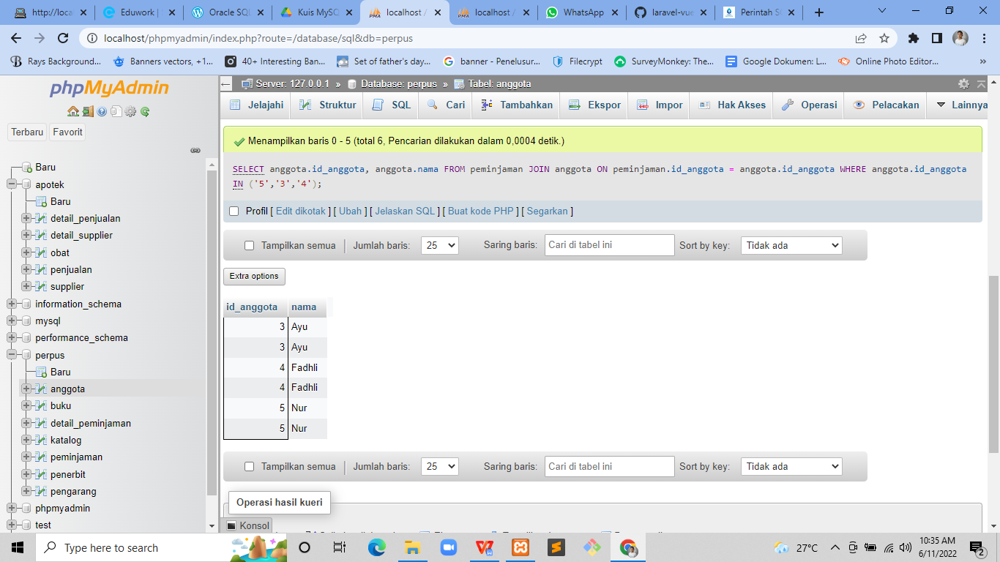 http://loca
Eduwork |
Oracle SQL
Kuis MySQ
localhost /
localhost /
WhatsApp
laravel-vue
Perintah S
localhost/phpmyadmin/index.php?route=/database/sql&db=perpus
Rays Background...
Banners vectors, +1...
40+ Interesting Ban...
Set of father's day...
banner - Penelusur...
Filecrypt
SurveyMonkey: The...
Google Dokumen: L...
Online Photo Editor...
»
phpMyAdmin
Terbaru
Favorit
Baru
apotek
Baru
detail_penjualan
detail_supplier
obat
penjualan
supplier
information_schema
mysql
performance_schema
perpus
Baru
anggota
buku
detail_peminjaman
katalog
peminjaman
penerbit
pengarang
phpmyadmin
test
Server: 127.0.0.1 » Database: perpus » Tabel: anggota
Jelajahi
Struktur
SQL
Cari
Tambahkan
Ekspor
Impor
Hak Akses
Operasi
Pelacakan
Lainnya
Menampilkan baris 0 - 5 (total 6, Pencarian dilakukan dalam 0,0004 detik.)
SELECT anggota.id_anggota, anggota.nama FROM peminjaman JOIN anggota ON peminjaman.id_anggota = anggota.id_anggota WHERE anggota.id_anggota
IN ('5','3','4');
Profil [ Edit dikotak ] [ Ubah ] [ Jelaskan SQL ] [ Buat kode PHP ] [ Segarkan ]
Tampilkan semua | Jumlah baris: 25 Saring baris: Cari di tabel ini Sort by key: Tidak ada
Extra options
id_anggota nama
3 Ayu
3 Ayu
4 Fadhli
4 Fadhli
5 Nur
5 Nur
Tampilkan semua | Jumlah baris: 25 Saring baris: Cari di tabel ini Sort by key: Tidak ada
Operasi hasil kueri
Konsol
Type here to search
27°C
10:35 AM
6/11/2022
2